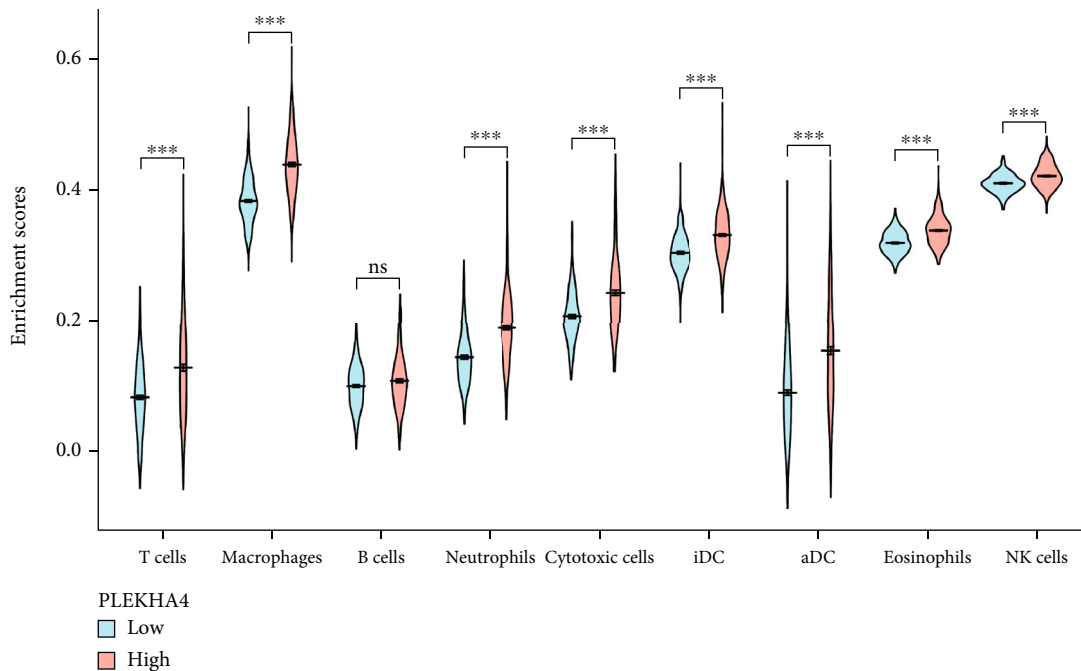 ***
***
ns
***
***
***
***
***
***
0.6
0.4
0.2
0.0
Enrichment scores
T cells Macrophages B cells Neutrophils Cytotoxic cells iDC aDC Eosinophils NK cells
PLEKHA4
Low
High